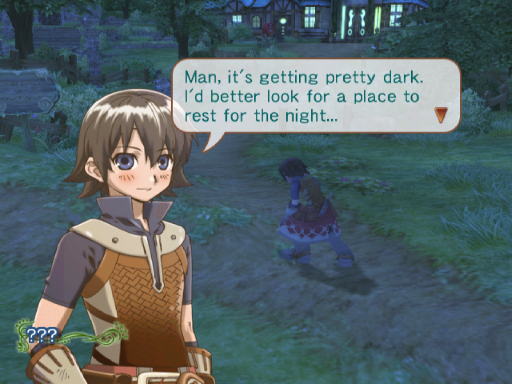 Man, it's getting pretty dark.
I'd better look for a place to
rest for the night...
???